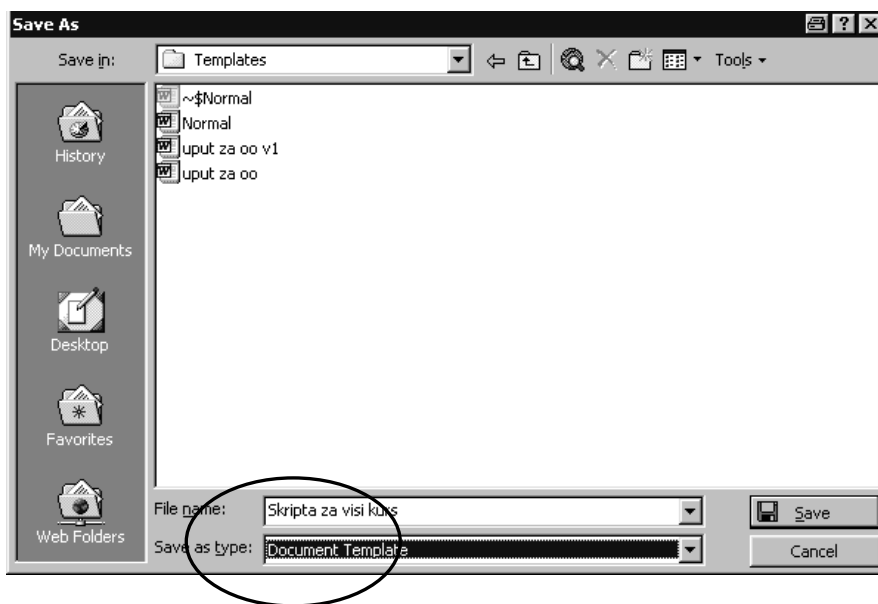 Save As
Save in:
Templates
Tools
~$Normal
Normal
uput za oo v1
uput za oo
History
My Documents
Desktop
Favorites
Web Folders
File name:
Skripta za visi kurs
Save
Save as type:
Document Template
Cancel